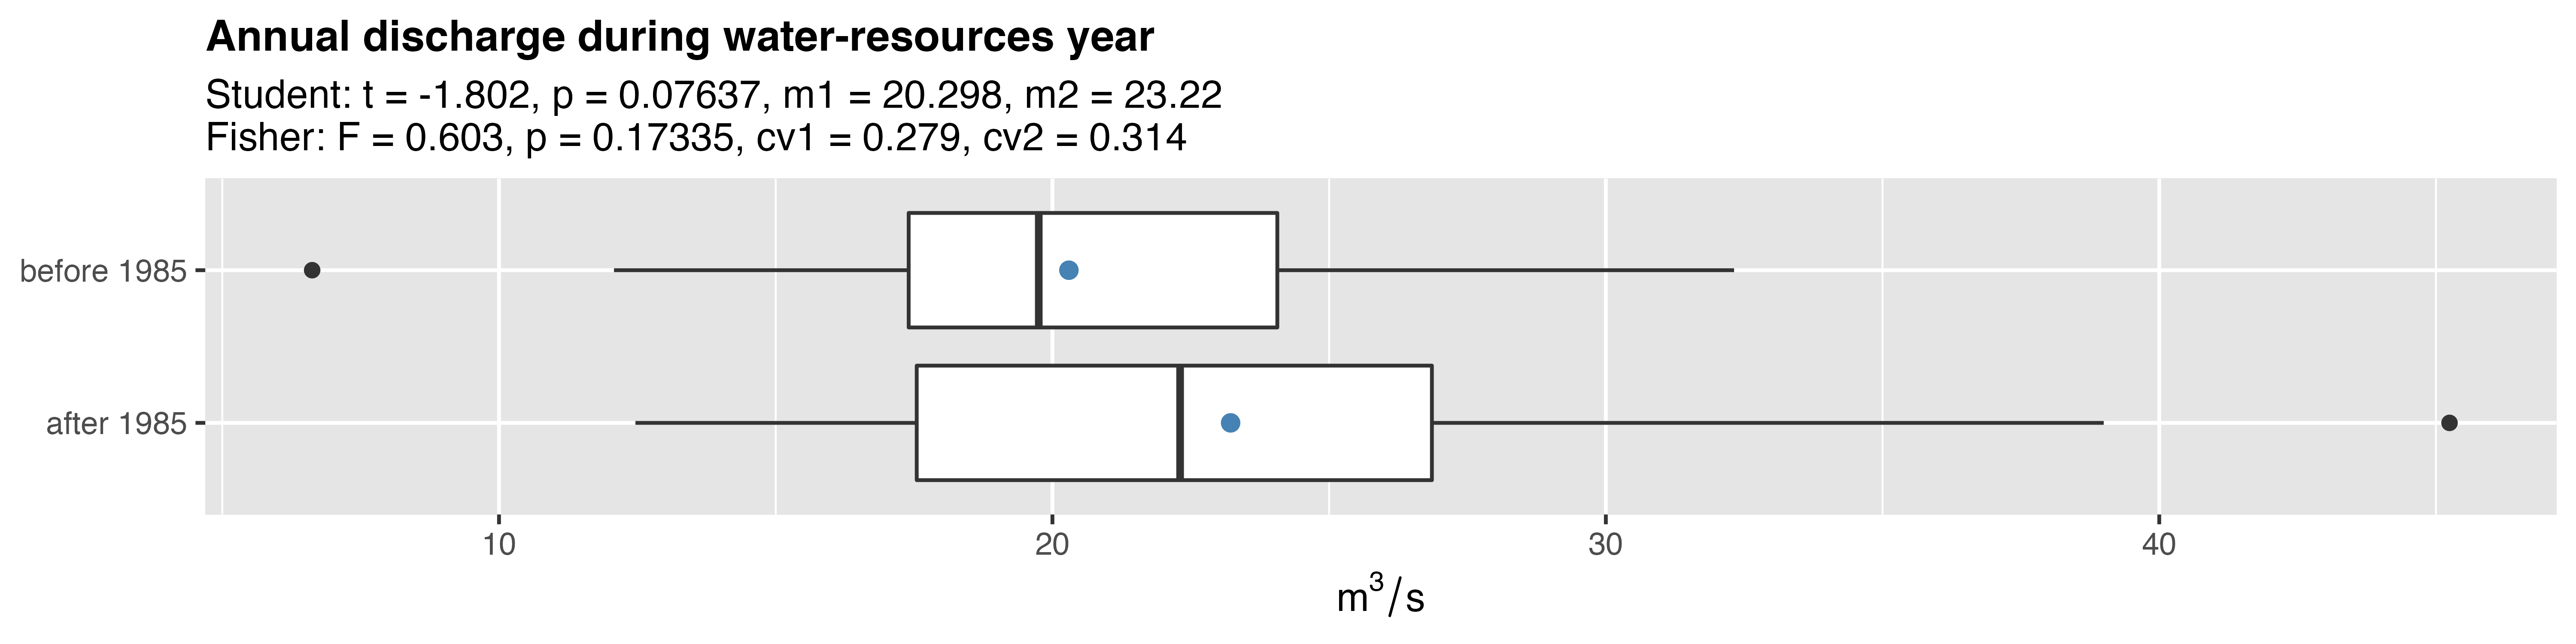 Annual discharge during water-resources year
Student: t = -1.802, p = 0.07637, m1 = 20.298, m2 = 23.22
Fisher: F = 0.603, p = 0.17335, cv1 = 0.279, cv2 = 0.314
before 1985
after 1985
10 20 30 40
m³/s